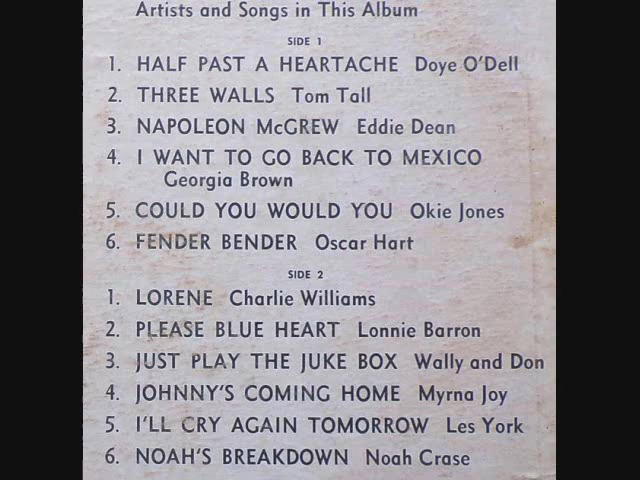 Artists and Songs in This Album
SIDE 1
1. HALF PAST A HEARTACHE Doye O'Dell
2. THREE WALLS Tom Tall
3. NAPOLEON McGREW Eddie Dean
4. I WANT TO GO BACK TO MEXICO
Georgia Brown
5. COULD YOU WOULD YOU Okie Jones
6. FENDER BENDER Oscar Hart
SIDE 2
1. LORENE Charlie Williams
2. PLEASE BLUE HEART Lonnie Barron
3. JUST PLAY THE JUKE BOX Wally and Don
4. JOHNNY'S COMING HOME Myrna Joy
5. I'LL CRY AGAIN TOMORROW Les York
6. NOAH'S BREAKDOWN Noah Crase